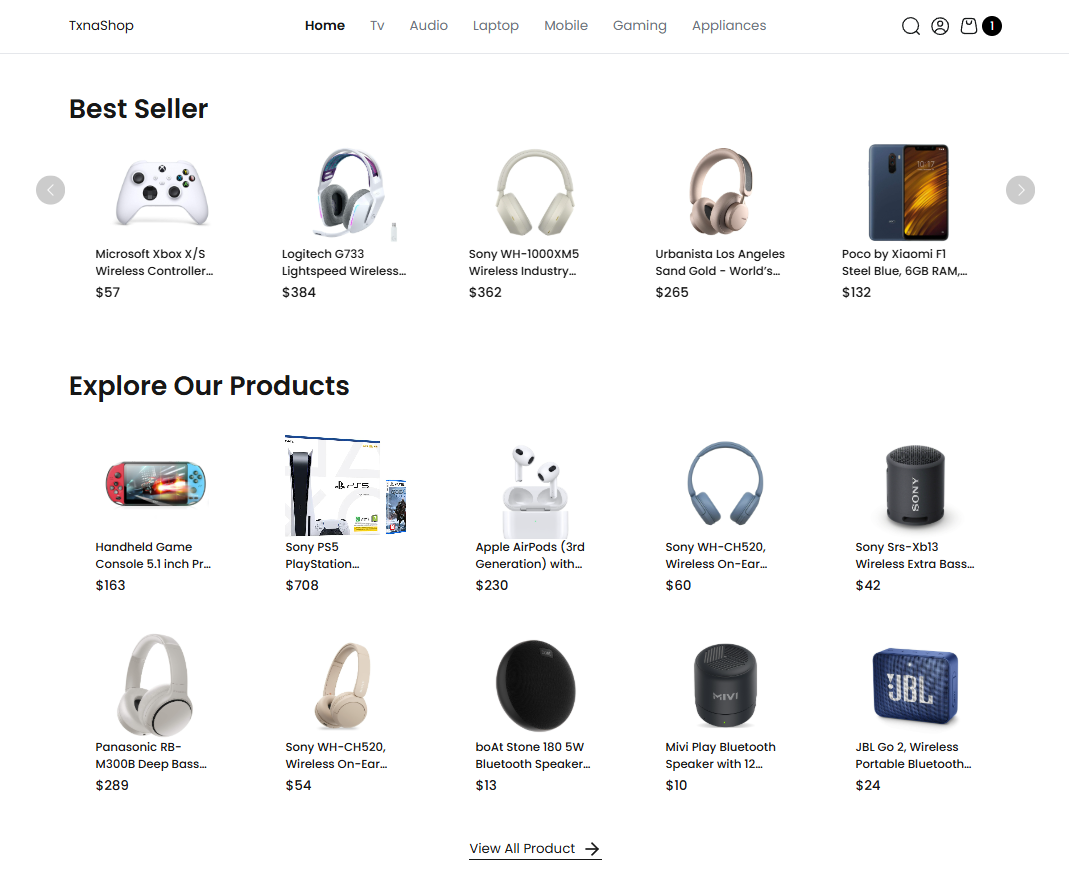 TxnaShop
Home Tv Audio Laptop Mobile Gaming Appliances
1
Best Seller
10:17
Microsoft Xbox X/S
Wireless Controller…
$57
Logitech G733
Lightspeed Wireless…
$384
Sony WH-1000XM5
Wireless Industry…
$362
Urbanista Los Angeles
Sand Gold - World’s…
$265
Poco by Xiaomi F1
Steel Blue, 6GB RAM,…
$132
Explore Our Products
Handheld Game
Console 5.1 inch Pr…
$163
PS5
Sony PS5
PlayStation…
$708
Apple AirPods (3rd
Generation) with…
$230
Sony WH-CH520,
Wireless On-Ear…
$60
SONY
Sony Srs-Xb13
Wireless Extra Bass…
$42
Panasonic RB-
M300B Deep Bass…
$289
Sony WH-CH520,
Wireless On-Ear…
$54
boAt Stone 180 5W
Bluetooth Speaker…
$13
MIVI
Mivi Play Bluetooth
Speaker with 12…
$10
JBL
JBL Go 2, Wireless
Portable Bluetooth…
$24
View All Product